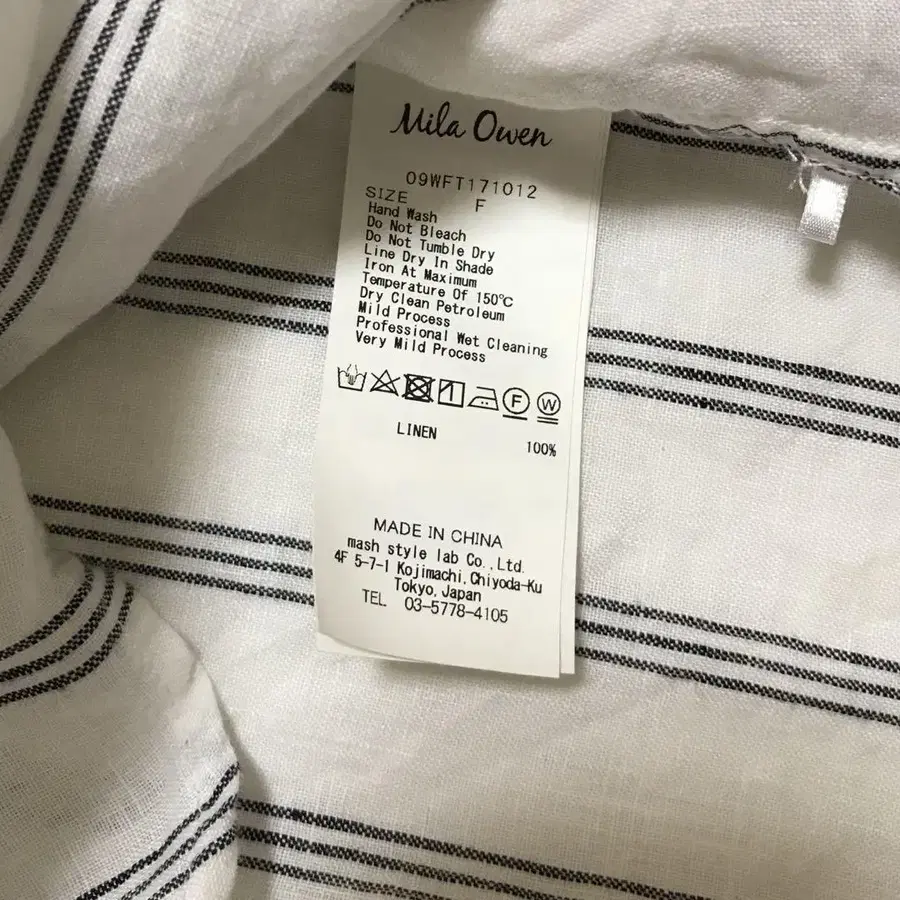 Mila Owen
09WFT171012
SIZE F
Hand Wash
Do Not Bleach
Do Not Tumble Dry
Line Dry In Shade
Iron At Maximum
Temperature Of 150℃
Dry Clean Petroleum
Mild Process
Professional Wet Cleaning
Very Mild Process
F W
LINEN 100%
MADE IN CHINA
mash style lab Co.,Ltd.
4F 5-7-1 Kojimachi,Chiyoda-Ku
Tokyo,Japan
TEL 03-5778-4105